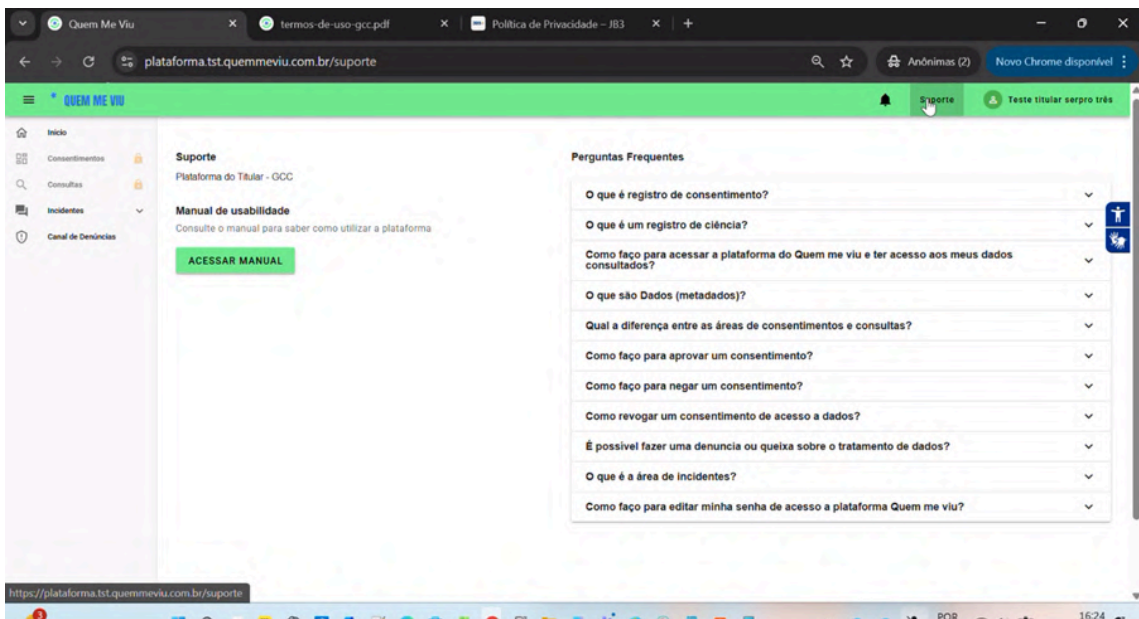 Quem Me Viu
termos-de-uso-gcc.pdf
Política de Privacidade – JB3
plataforma.tst.quemmeviu.com.br/suporte
Anônimas (2)
Novo Chrome disponível
QUEM ME VIU
Suporte
Teste titular serpro três
Início
Consentimentos
Consultas
Incidentes
Canal de Denúncias
Suporte
Plataforma do Titular - GCC
Manual de usabilidade
Consulte o manual para saber como utilizar a plataforma
ACESSAR MANUAL
Perguntas Frequentes
O que é registro de consentimento?
O que é um registro de ciência?
Como faço para acessar a plataforma do Quem me viu e ter acesso aos meus dados
consultados?
O que são Dados (metadados)?
Qual a diferença entre as áreas de consentimentos e consultas?
Como faço para aprovar um consentimento?
Como faço para negar um consentimento?
Como revogar um consentimento de acesso a dados?
É possível fazer uma denuncia ou queixa sobre o tratamento de dados?
O que é a área de incidentes?
Como faço para editar minha senha de acesso a plataforma Quem me viu?
https://plataforma.tst.quemmeviu.com.br/suporte
3
POR
16:24